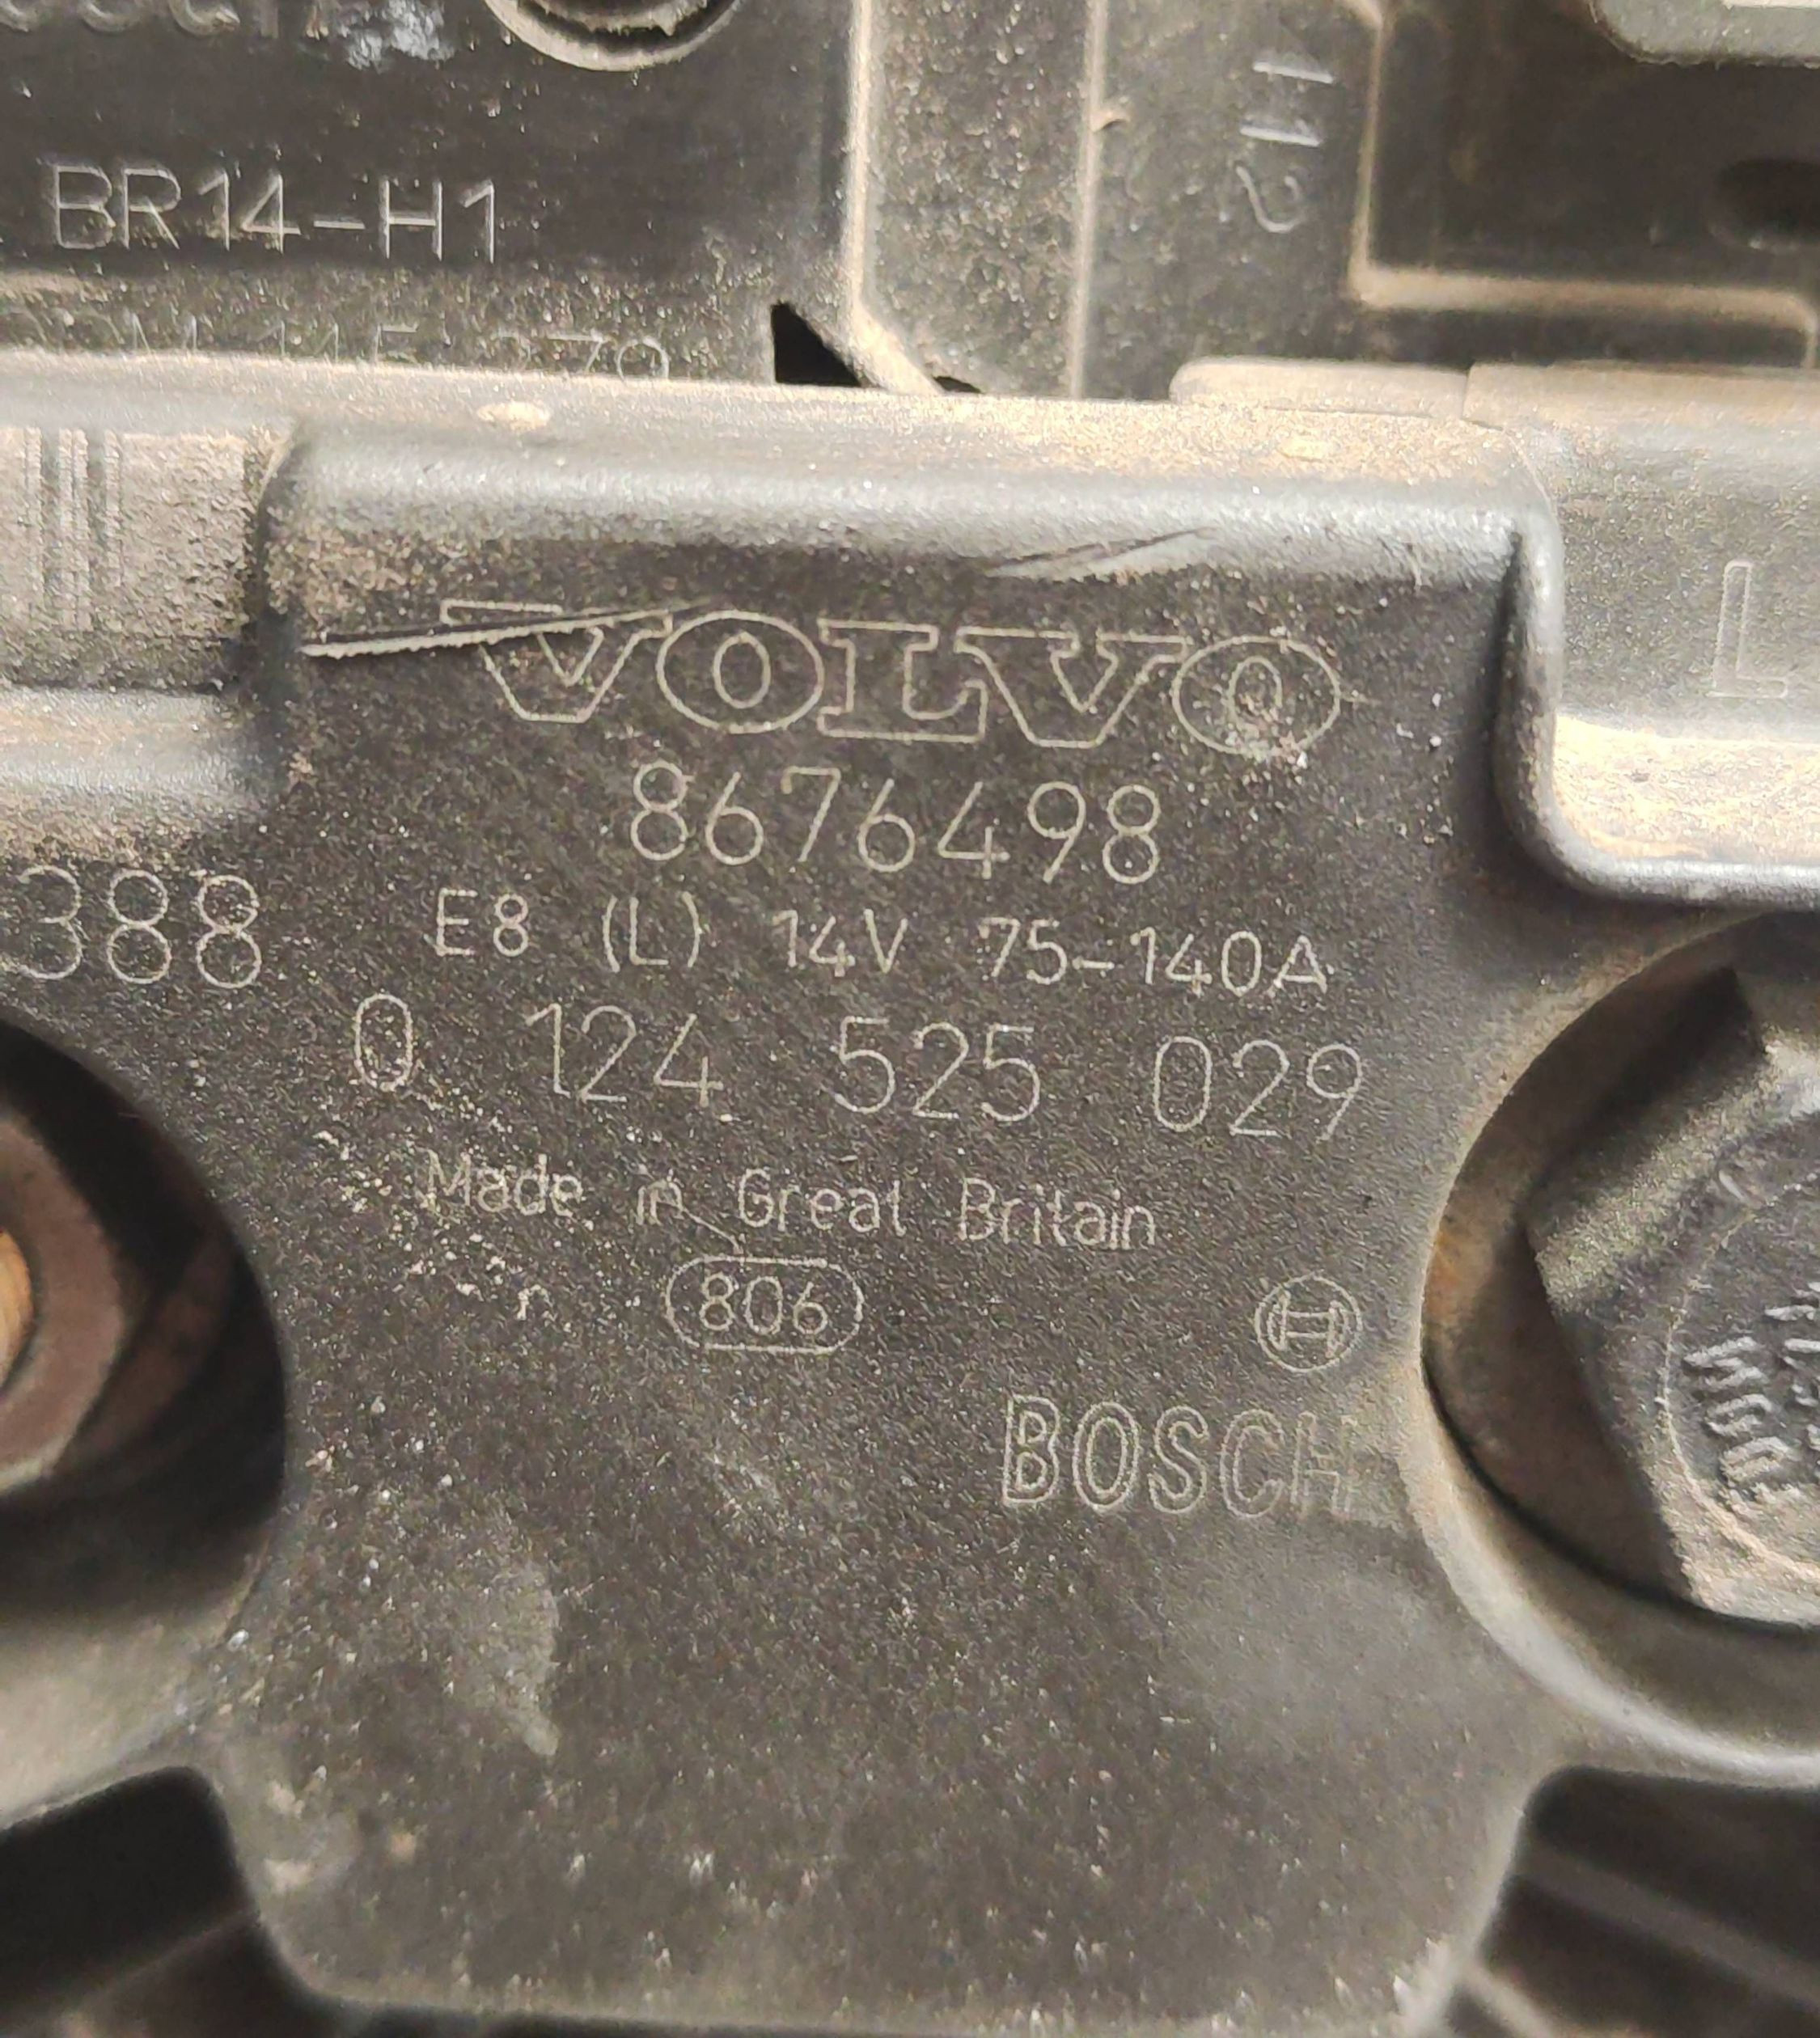 BR14-H1
112
VOLVO
8676498
388
E8 (L) 14V 75-140A
0 124 525 029
Made in Great Britain
806
BOSCH
L